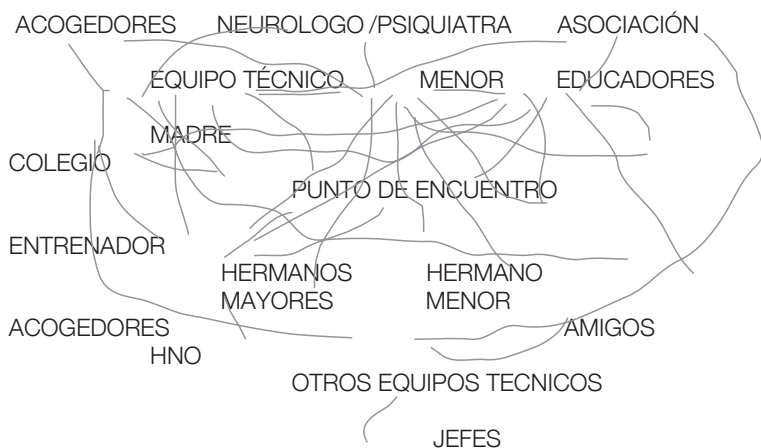 ACOGEDORES NEUROLOGO /PSIQUIATRA ASOCIACIÓN
EQUIPO TÉCNICO MENOR EDUCADORES
MADRE
COLEGIO
PUNTO DE ENCUENTRO
ENTRENADOR
HERMANOS HERMANO
MAYORES MENOR
ACOGEDORES AMIGOS
HNO
OTROS EQUIPOS TECNICOS
JEFES